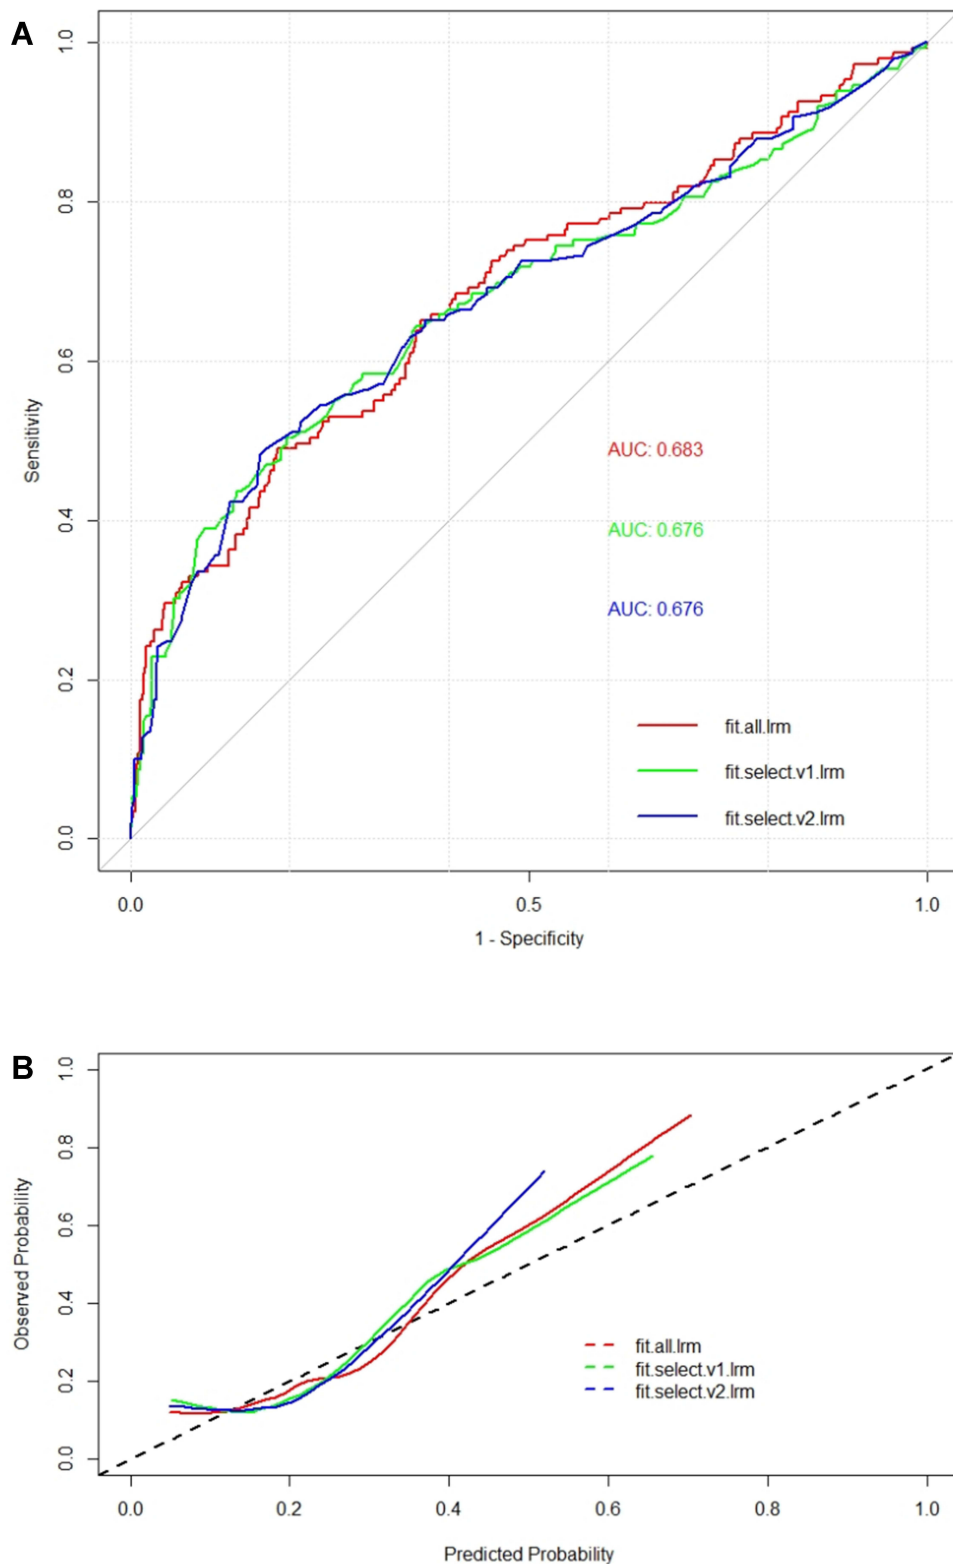 A
1.0
0.8
0.6
0.4
0.2
0.0
Sensitivity
AUC: 0.683
AUC: 0.676
AUC: 0.676
fit.all.lrm
fit.select.v1.lrm
fit.select.v2.lrm
0.0 0.5 1.0
1 - Specificity
B
1.0
0.8
0.6
0.4
0.2
0.0
Observed Probability
fit.all.lrm
fit.select.v1.lrm
fit.select.v2.lrm
0.0 0.2 0.4 0.6 0.8 1.0
Predicted Probability